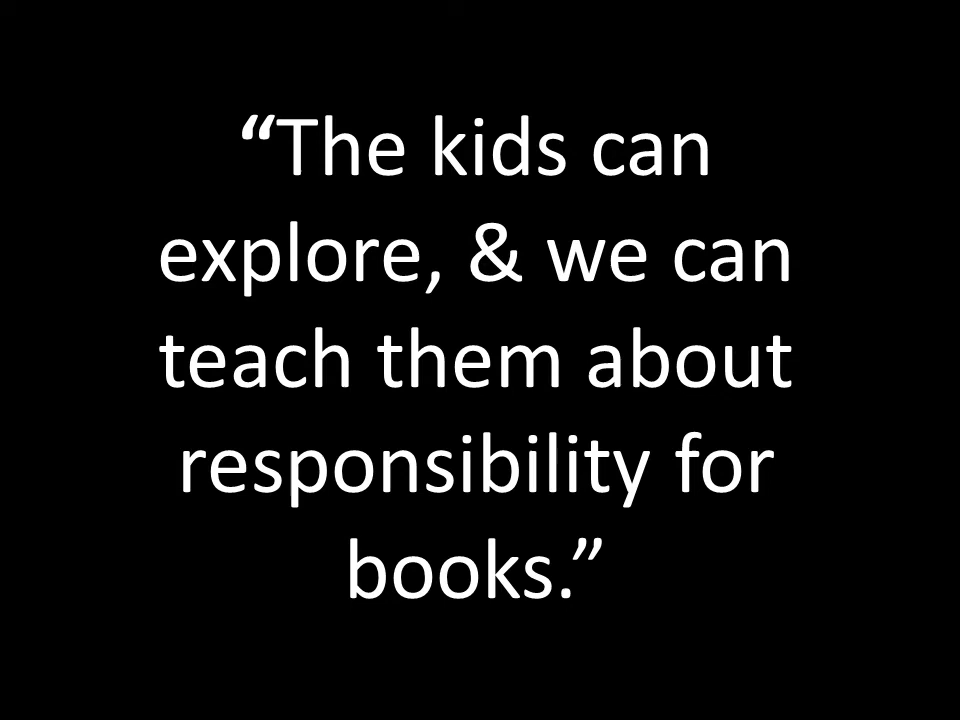 “The kids can
explore, & we can
teach them about
responsibility for
books.”